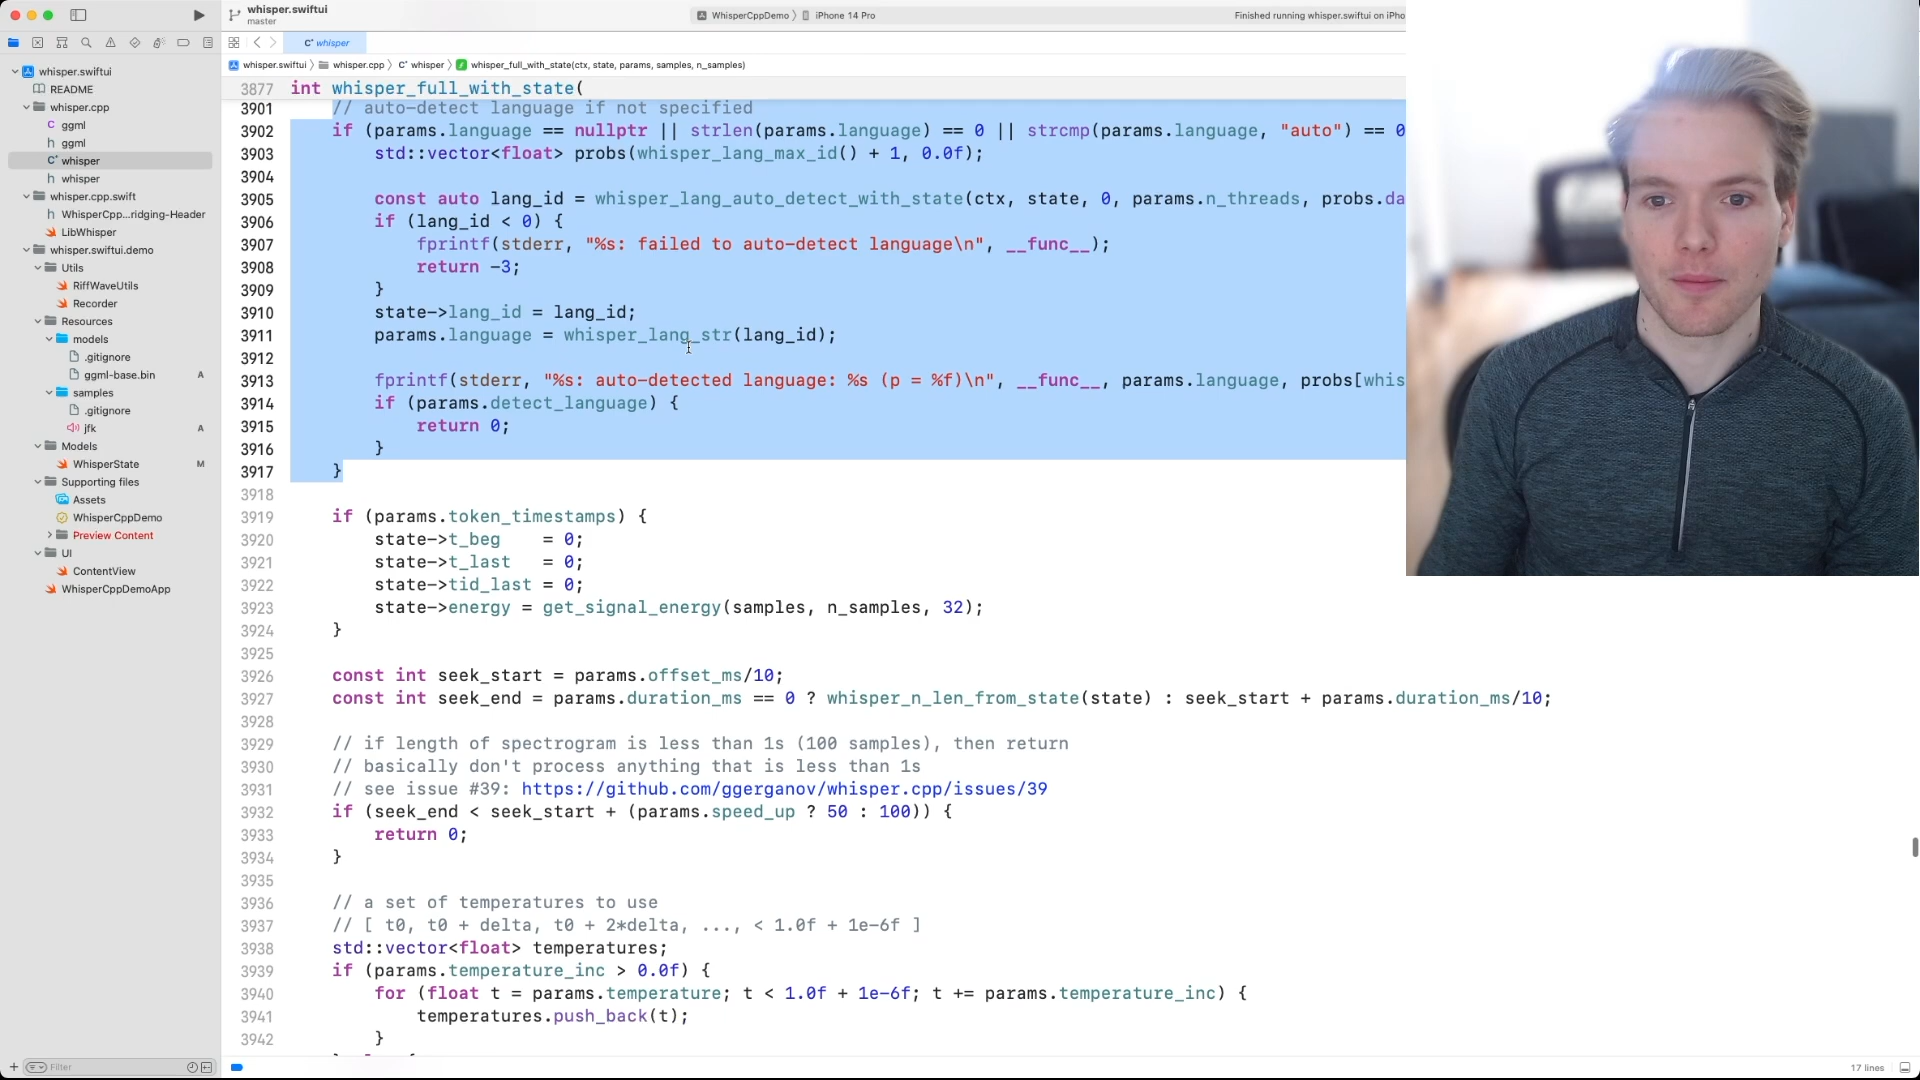 whisper.swiftui
master
WhisperCppDemo
iPhone 14 Pro
Finished running whisper.swiftui on iPho
whisper
whisper.swiftui
whisper.cpp
whisper
whisper_full_with_state(ctx, state, params, samples, n_samples)
whisper.swiftui
README
whisper.cpp
C ggml
h ggml
C⁺ whisper
h whisper
whisper.cpp.swift
h WhisperCpp...ridging-Header
LibWhisper
whisper.swiftui.demo
Utils
RiffWaveUtils
Recorder
Resources
models
.gitignore
ggml-base.bin A
samples
.gitignore
jfk A
Models
WhisperState M
Supporting files
Assets
WhisperCppDemo
Preview Content
UI
ContentView
WhisperCppDemoApp
Filter
3877 int whisper_full_with_state(
3901 // auto-detect language if not specified
3902 if (params.language == nullptr || strlen(params.language) == 0 || strcmp(params.language, "auto") == 0
3903 std::vector<float> probs(whisper_lang_max_id() + 1, 0.0f);
3904
3905 const auto lang_id = whisper_lang_auto_detect_with_state(ctx, state, 0, params.n_threads, probs.da
3906 if (lang_id < 0) {
3907 fprintf(stderr, "%s: failed to auto-detect language\n", __func__);
3908 return -3;
3909 }
3910 state->lang_id = lang_id;
3911 params.language = whisper_lang_str(lang_id);
3912
3913 fprintf(stderr, "%s: auto-detected language: %s (p = %f)\n", __func__, params.language, probs[whis
3914 if (params.detect_language) {
3915 return 0;
3916 }
3917 }
3918
3919 if (params.token_timestamps) {
3920 state->t_beg = 0;
3921 state->t_last = 0;
3922 state->tid_last = 0;
3923 state->energy = get_signal_energy(samples, n_samples, 32);
3924 }
3925
3926 const int seek_start = params.offset_ms/10;
3927 const int seek_end = params.duration_ms == 0 ? whisper_n_len_from_state(state) : seek_start + params.duration_ms/10;
3928
3929 // if length of spectrogram is less than 1s (100 samples), then return
3930 // basically don't process anything that is less than 1s
3931 // see issue #39: https://github.com/ggerganov/whisper.cpp/issues/39
3932 if (seek_end < seek_start + (params.speed_up ? 50 : 100)) {
3933 return 0;
3934 }
3935
3936 // a set of temperatures to use
3937 // [ t0, t0 + delta, t0 + 2*delta, ..., < 1.0f + 1e-6f ]
3938 std::vector<float> temperatures;
3939 if (params.temperature_inc > 0.0f) {
3940 for (float t = params.temperature; t < 1.0f + 1e-6f; t += params.temperature_inc) {
3941 temperatures.push_back(t);
3942 }
17 lines